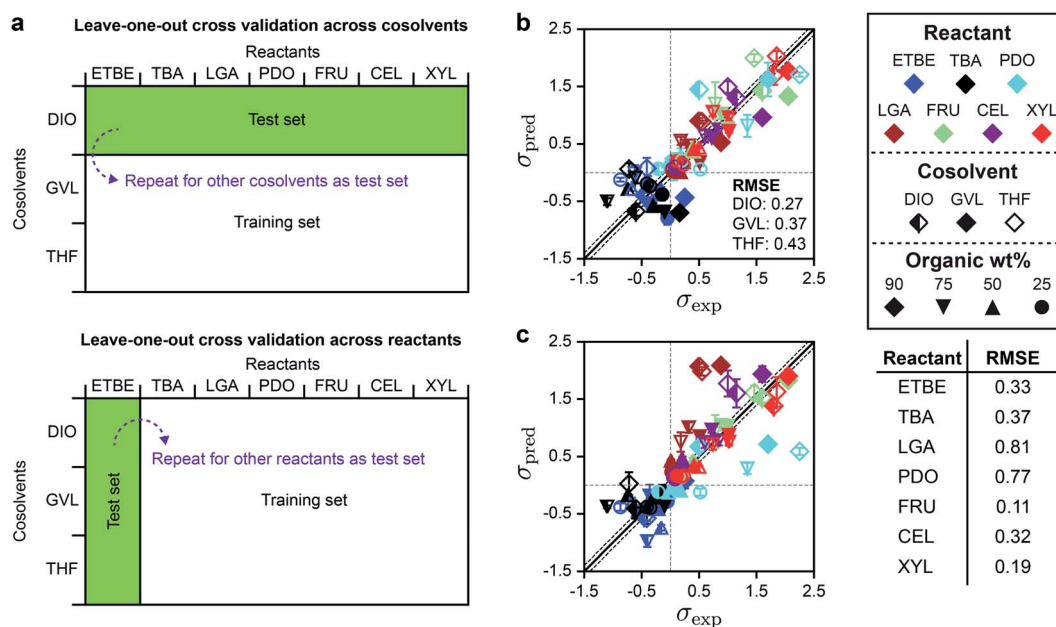 a
Leave-one-out cross validation across cosolvents
Reactants
ETBE TBA LGA PDO FRU CEL XYL
Cosolvents
DIO
GVL
THF
Test set
Repeat for other cosolvents as test set
Training set
Leave-one-out cross validation across reactants
Reactants
ETBE TBA LGA PDO FRU CEL XYL
Cosolvents
DIO
GVL
THF
Test set
Repeat for other reactants as test set
Training set
b
σpred
2.5
1.5
0.5
-0.5
-1.5
-1.5 -0.5 0.5 1.5 2.5
σexp
RMSE
DIO: 0.27
GVL: 0.37
THF: 0.43
c
σpred
2.5
1.5
0.5
-0.5
-1.5
-1.5 -0.5 0.5 1.5 2.5
σexp
Reactant
ETBE TBA PDO
LGA FRU CEL XYL
Cosolvent
DIO GVL THF
Organic wt%
90 75 50 25
Reactant RMSE
ETBE 0.33
TBA 0.37
LGA 0.81
PDO 0.77
FRU 0.11
CEL 0.32
XYL 0.19